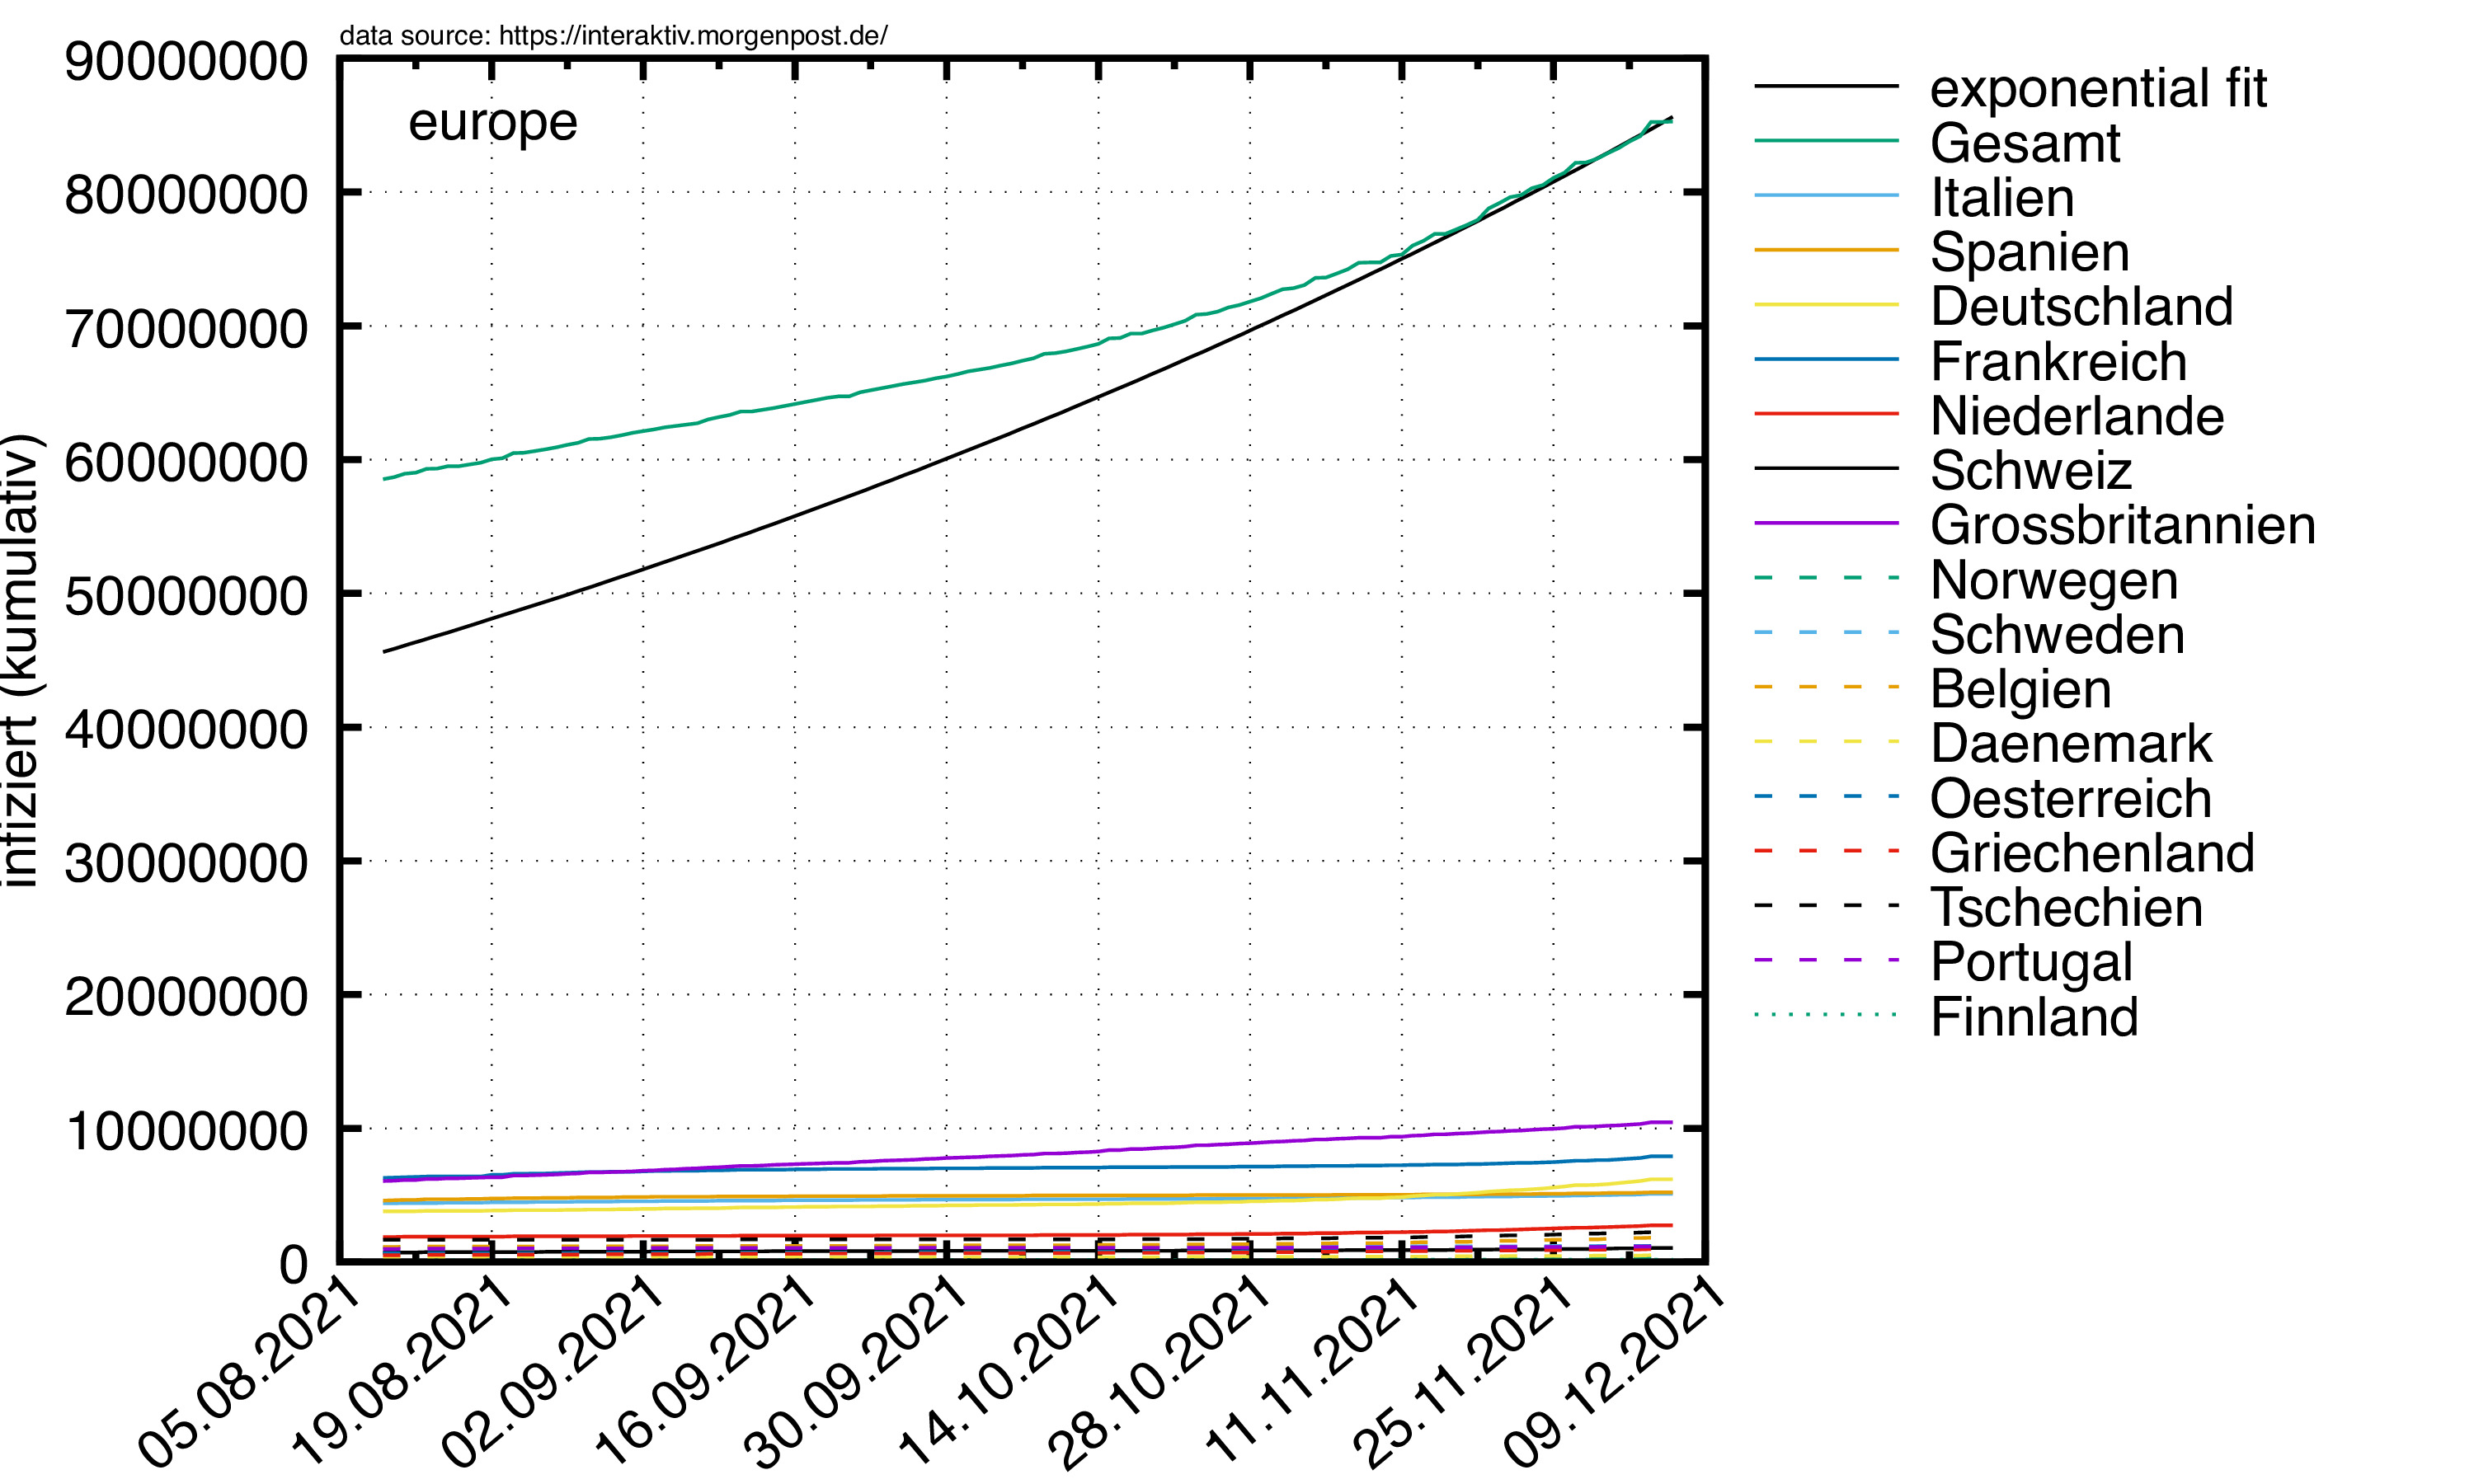 data source: https://interaktiv.morgenpost.de/
europe
infiziert (kumulativ)
90000000
80000000
70000000
60000000
50000000
40000000
30000000
20000000
10000000
0
05.08.2021
19.08.2021
02.09.2021
16.09.2021
30.09.2021
14.10.2021
28.10.2021
11.11.2021
25.11.2021
09.12.2021
exponential fit
Gesamt
Italien
Spanien
Deutschland
Frankreich
Niederlande
Schweiz
Grossbritannien
Norwegen
Schweden
Belgien
Daenemark
Oesterreich
Griechenland
Tschechien
Portugal
Finnland